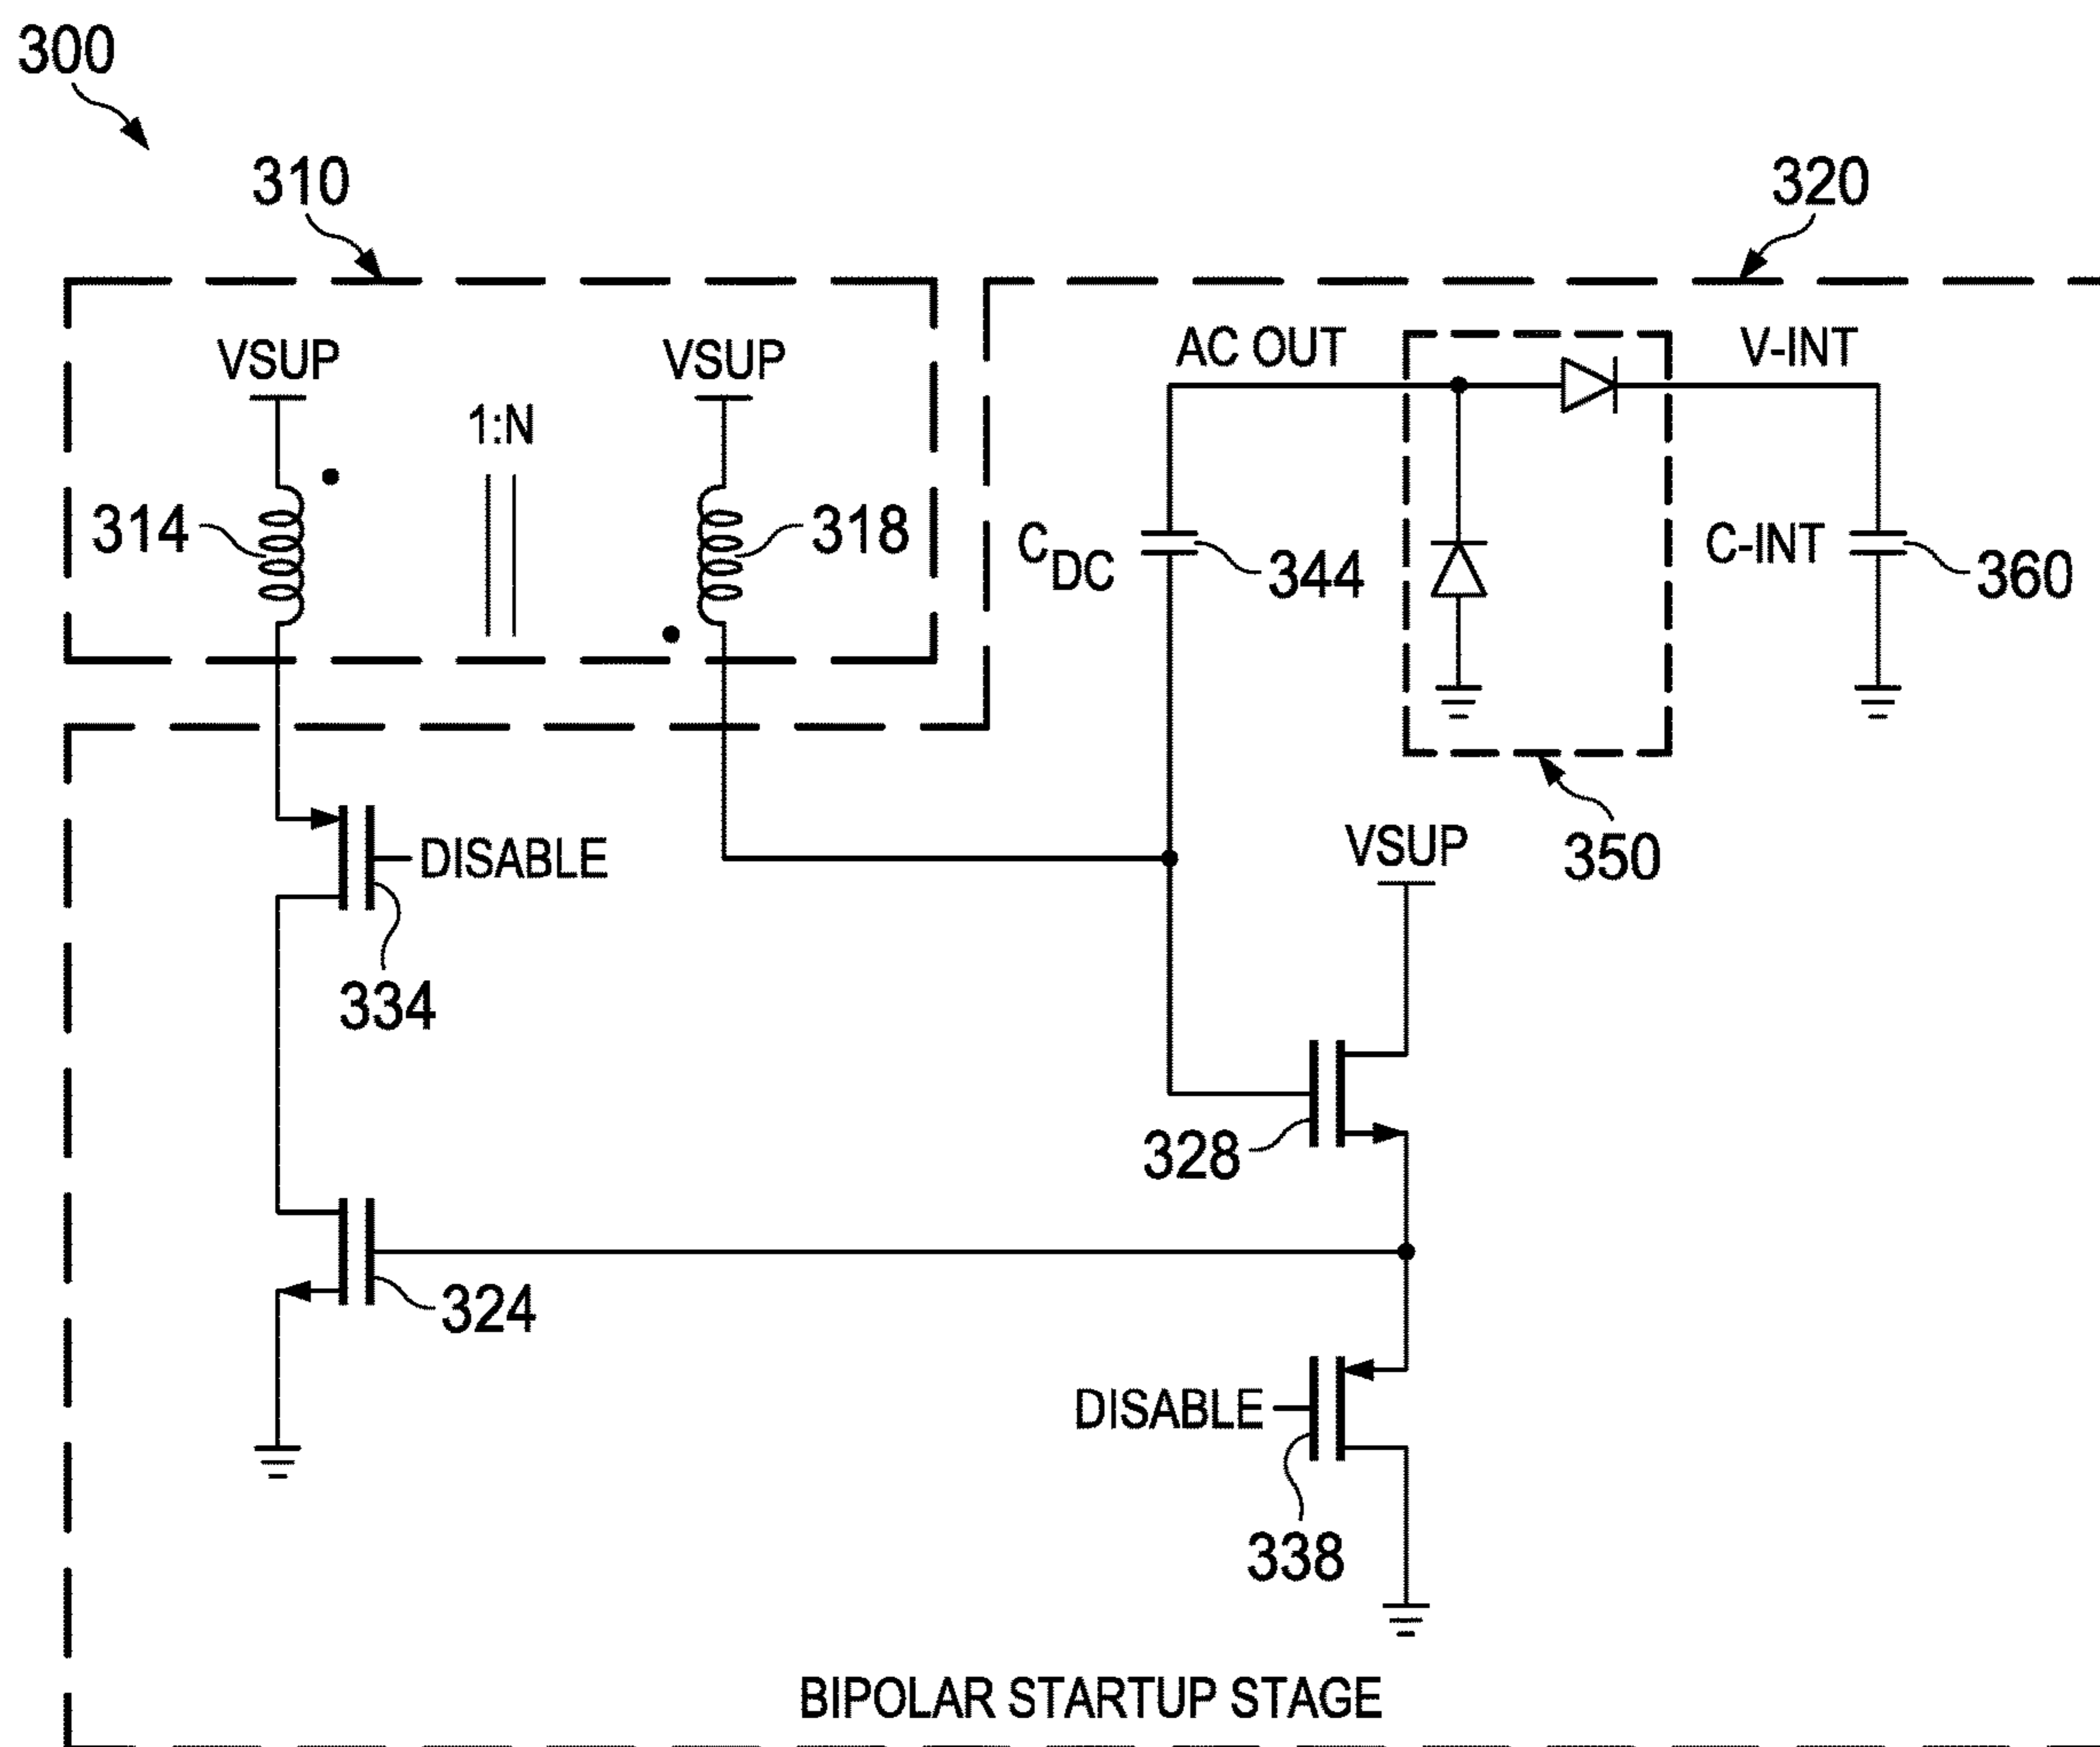 300
310
320
VSUP
VSUP
1:N
AC OUT
V-INT
314
318
CDC
344
C-INT
360
DISABLE
334
VSUP
350
328
324
DISABLE
338
BIPOLAR STARTUP STAGE